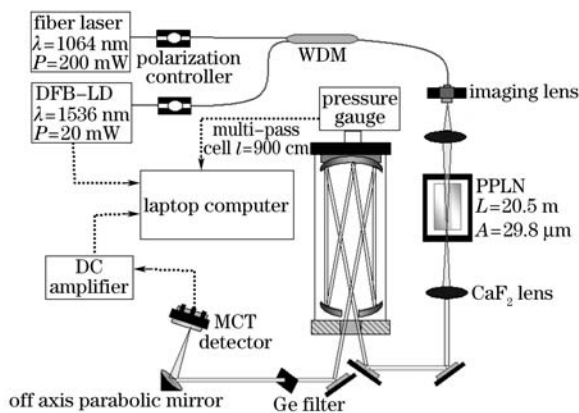 fiber laser
λ=1064 nm
P=200 mW
polarization
controller
WDM
DFB-LD
λ=1536 nm
P=20 mW
imaging lens
pressure
gauge
multi-pass
cell l=900 cm
laptop computer
PPLN
L=20.5 m
Λ=29.8 μm
DC
amplifier
MCT
detector
CaF₂ lens
off axis parabolic mirror
Ge filter